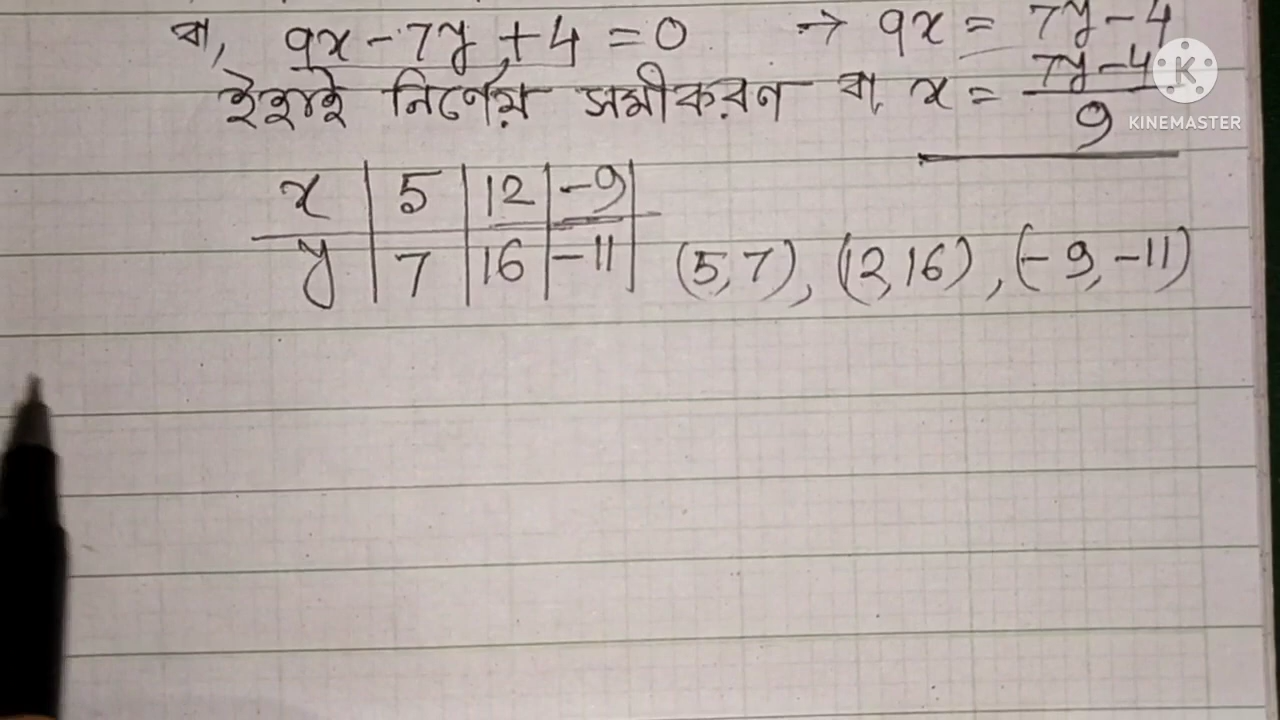 বা, 9x - 7y + 4 = 0 → 9x = 7y - 4
ইহাই নির্ণেয় সমীকরণ বা, x = 7y - 4 / 9
KINEMASTER
x | 5 | 12 | -9 |
y | 7 | 16 | -11 | (5, 7), (12, 16), (-9, -11)